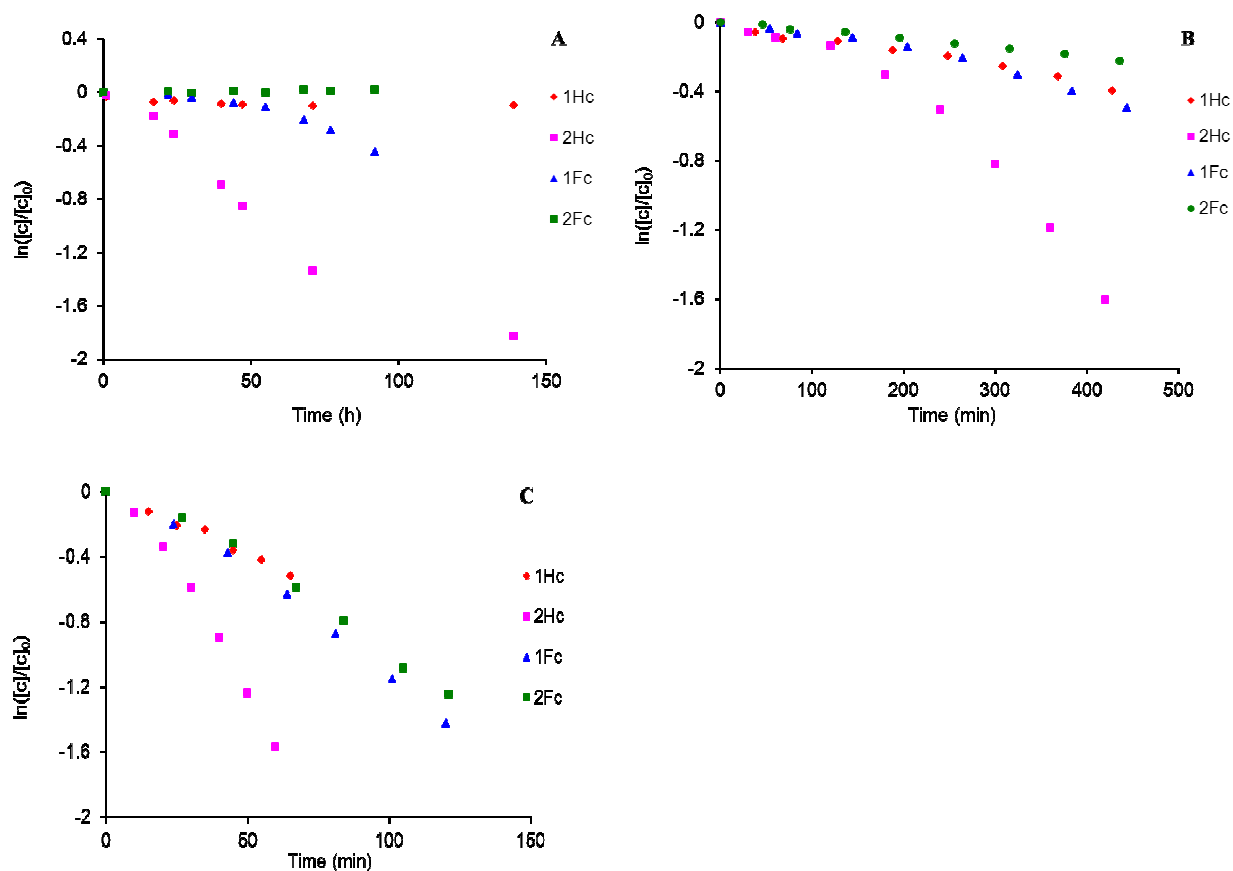 A
0.4
0
-0.4
-0.8
-1.2
-1.6
-2
ln([c]/[c]₀)
0 50 100 150
Time (h)
1Hc
2Hc
1Fc
2Fc
B
0
-0.4
-0.8
-1.2
-1.6
-2
ln([c]/[c]₀)
0 100 200 300 400 500
Time (min)
1Hc
2Hc
1Fc
2Fc
C
0
-0.4
-0.8
-1.2
-1.6
-2
ln([c]/[c]₀)
0 50 100 150
Time (min)
1Hc
2Hc
1Fc
2Fc